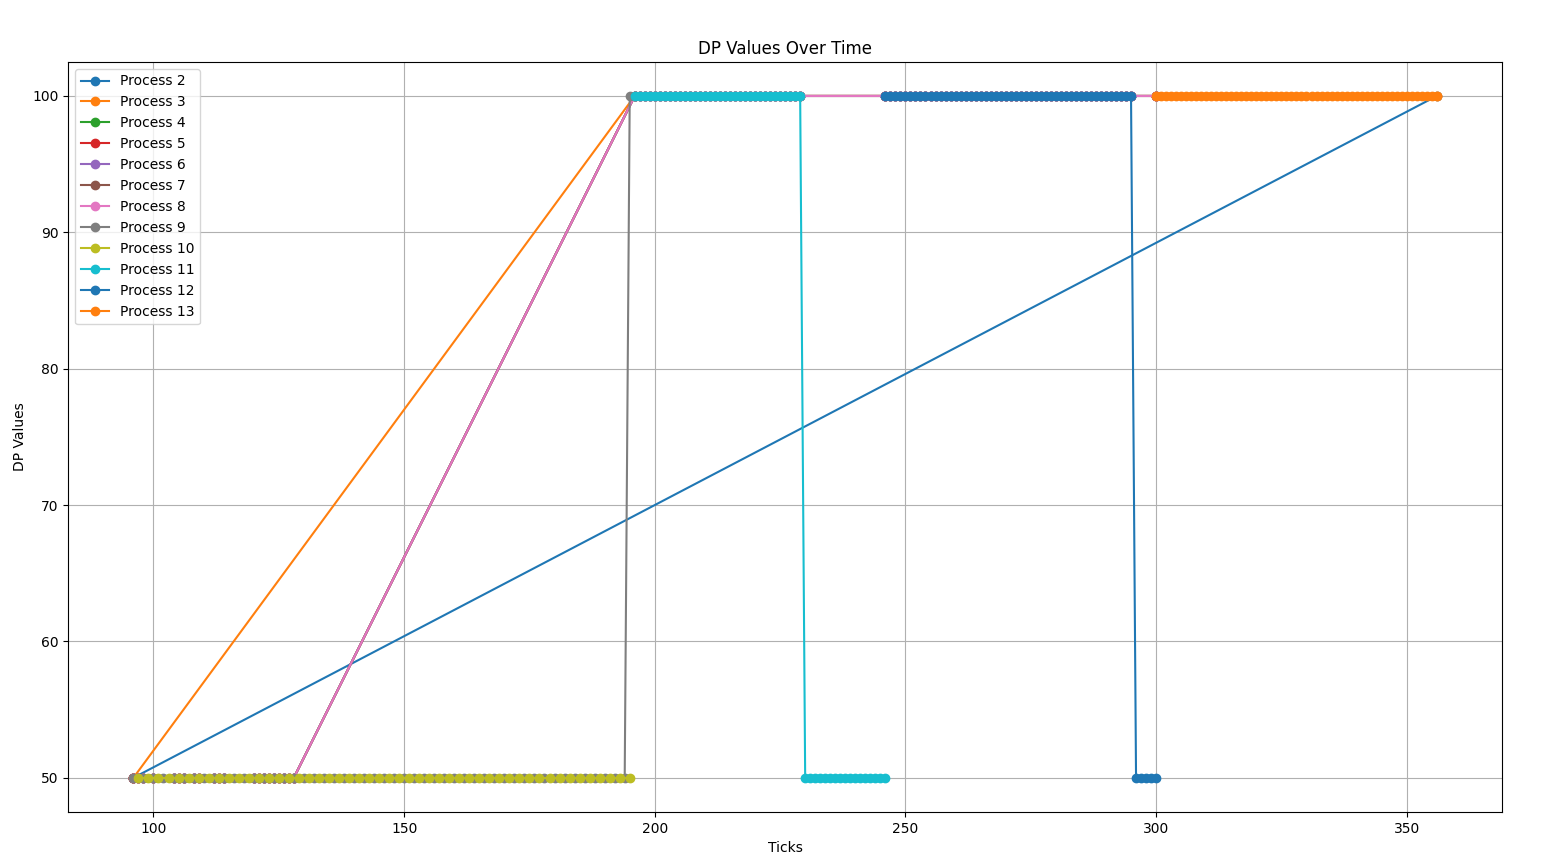 DP Values Over Time
DP Values
100
90
80
70
60
50
Process 2
Process 3
Process 4
Process 5
Process 6
Process 7
Process 8
Process 9
Process 10
Process 11
Process 12
Process 13
100 150 200 250 300 350
Ticks